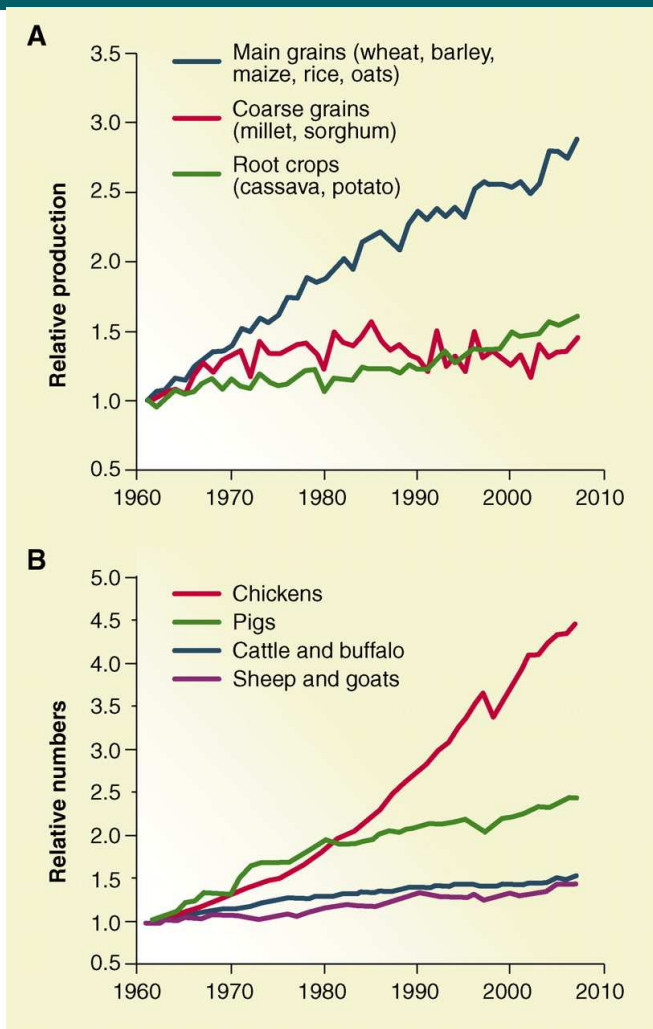 A
Relative production
3.5
3.0
2.5
2.0
1.5
1.0
0.5
Main grains (wheat, barley,
maize, rice, oats)
Coarse grains
(millet, sorghum)
Root crops
(cassava, potato)
1960 1970 1980 1990 2000 2010
B
Relative numbers
5.0
4.5
4.0
3.5
3.0
2.5
2.0
1.5
1.0
0.5
Chickens
Pigs
Cattle and buffalo
Sheep and goats
1960 1970 1980 1990 2000 2010